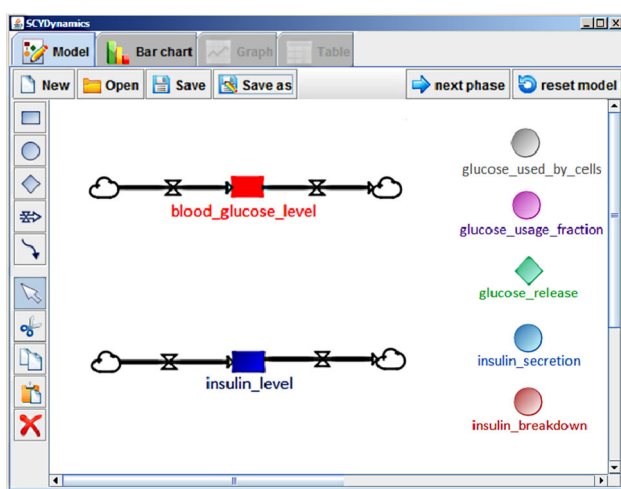 SCYDynamics
Model Bar chart Graph Table
New Open Save Save as next phase reset model
glucose_used_by_cells
blood_glucose_level
glucose_usage_fraction
glucose_release
insulin_secretion
insulin_level
insulin_breakdown